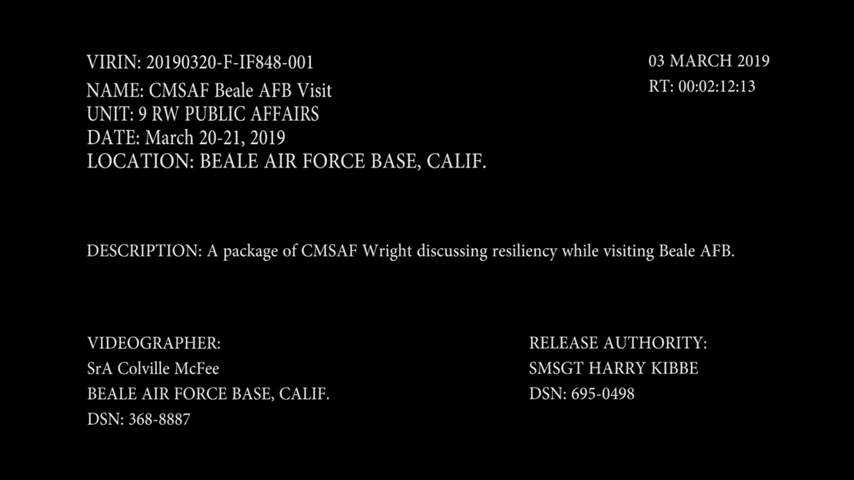 VIRIN: 20190320-F-IF848-001
03 MARCH 2019
RT: 00:02:12:13
NAME: CMSAF Beale AFB Visit
UNIT: 9 RW PUBLIC AFFAIRS
DATE: March 20-21, 2019
LOCATION: BEALE AIR FORCE BASE, CALIF.
DESCRIPTION: A package of CMSAF Wright discussing resiliency while visiting Beale AFB.
VIDEOGRAPHER:
SrA Colville McFee
BEALE AIR FORCE BASE, CALIF.
DSN: 368-8887
RELEASE AUTHORITY:
SMSGT HARRY KIBBE
DSN: 695-0498